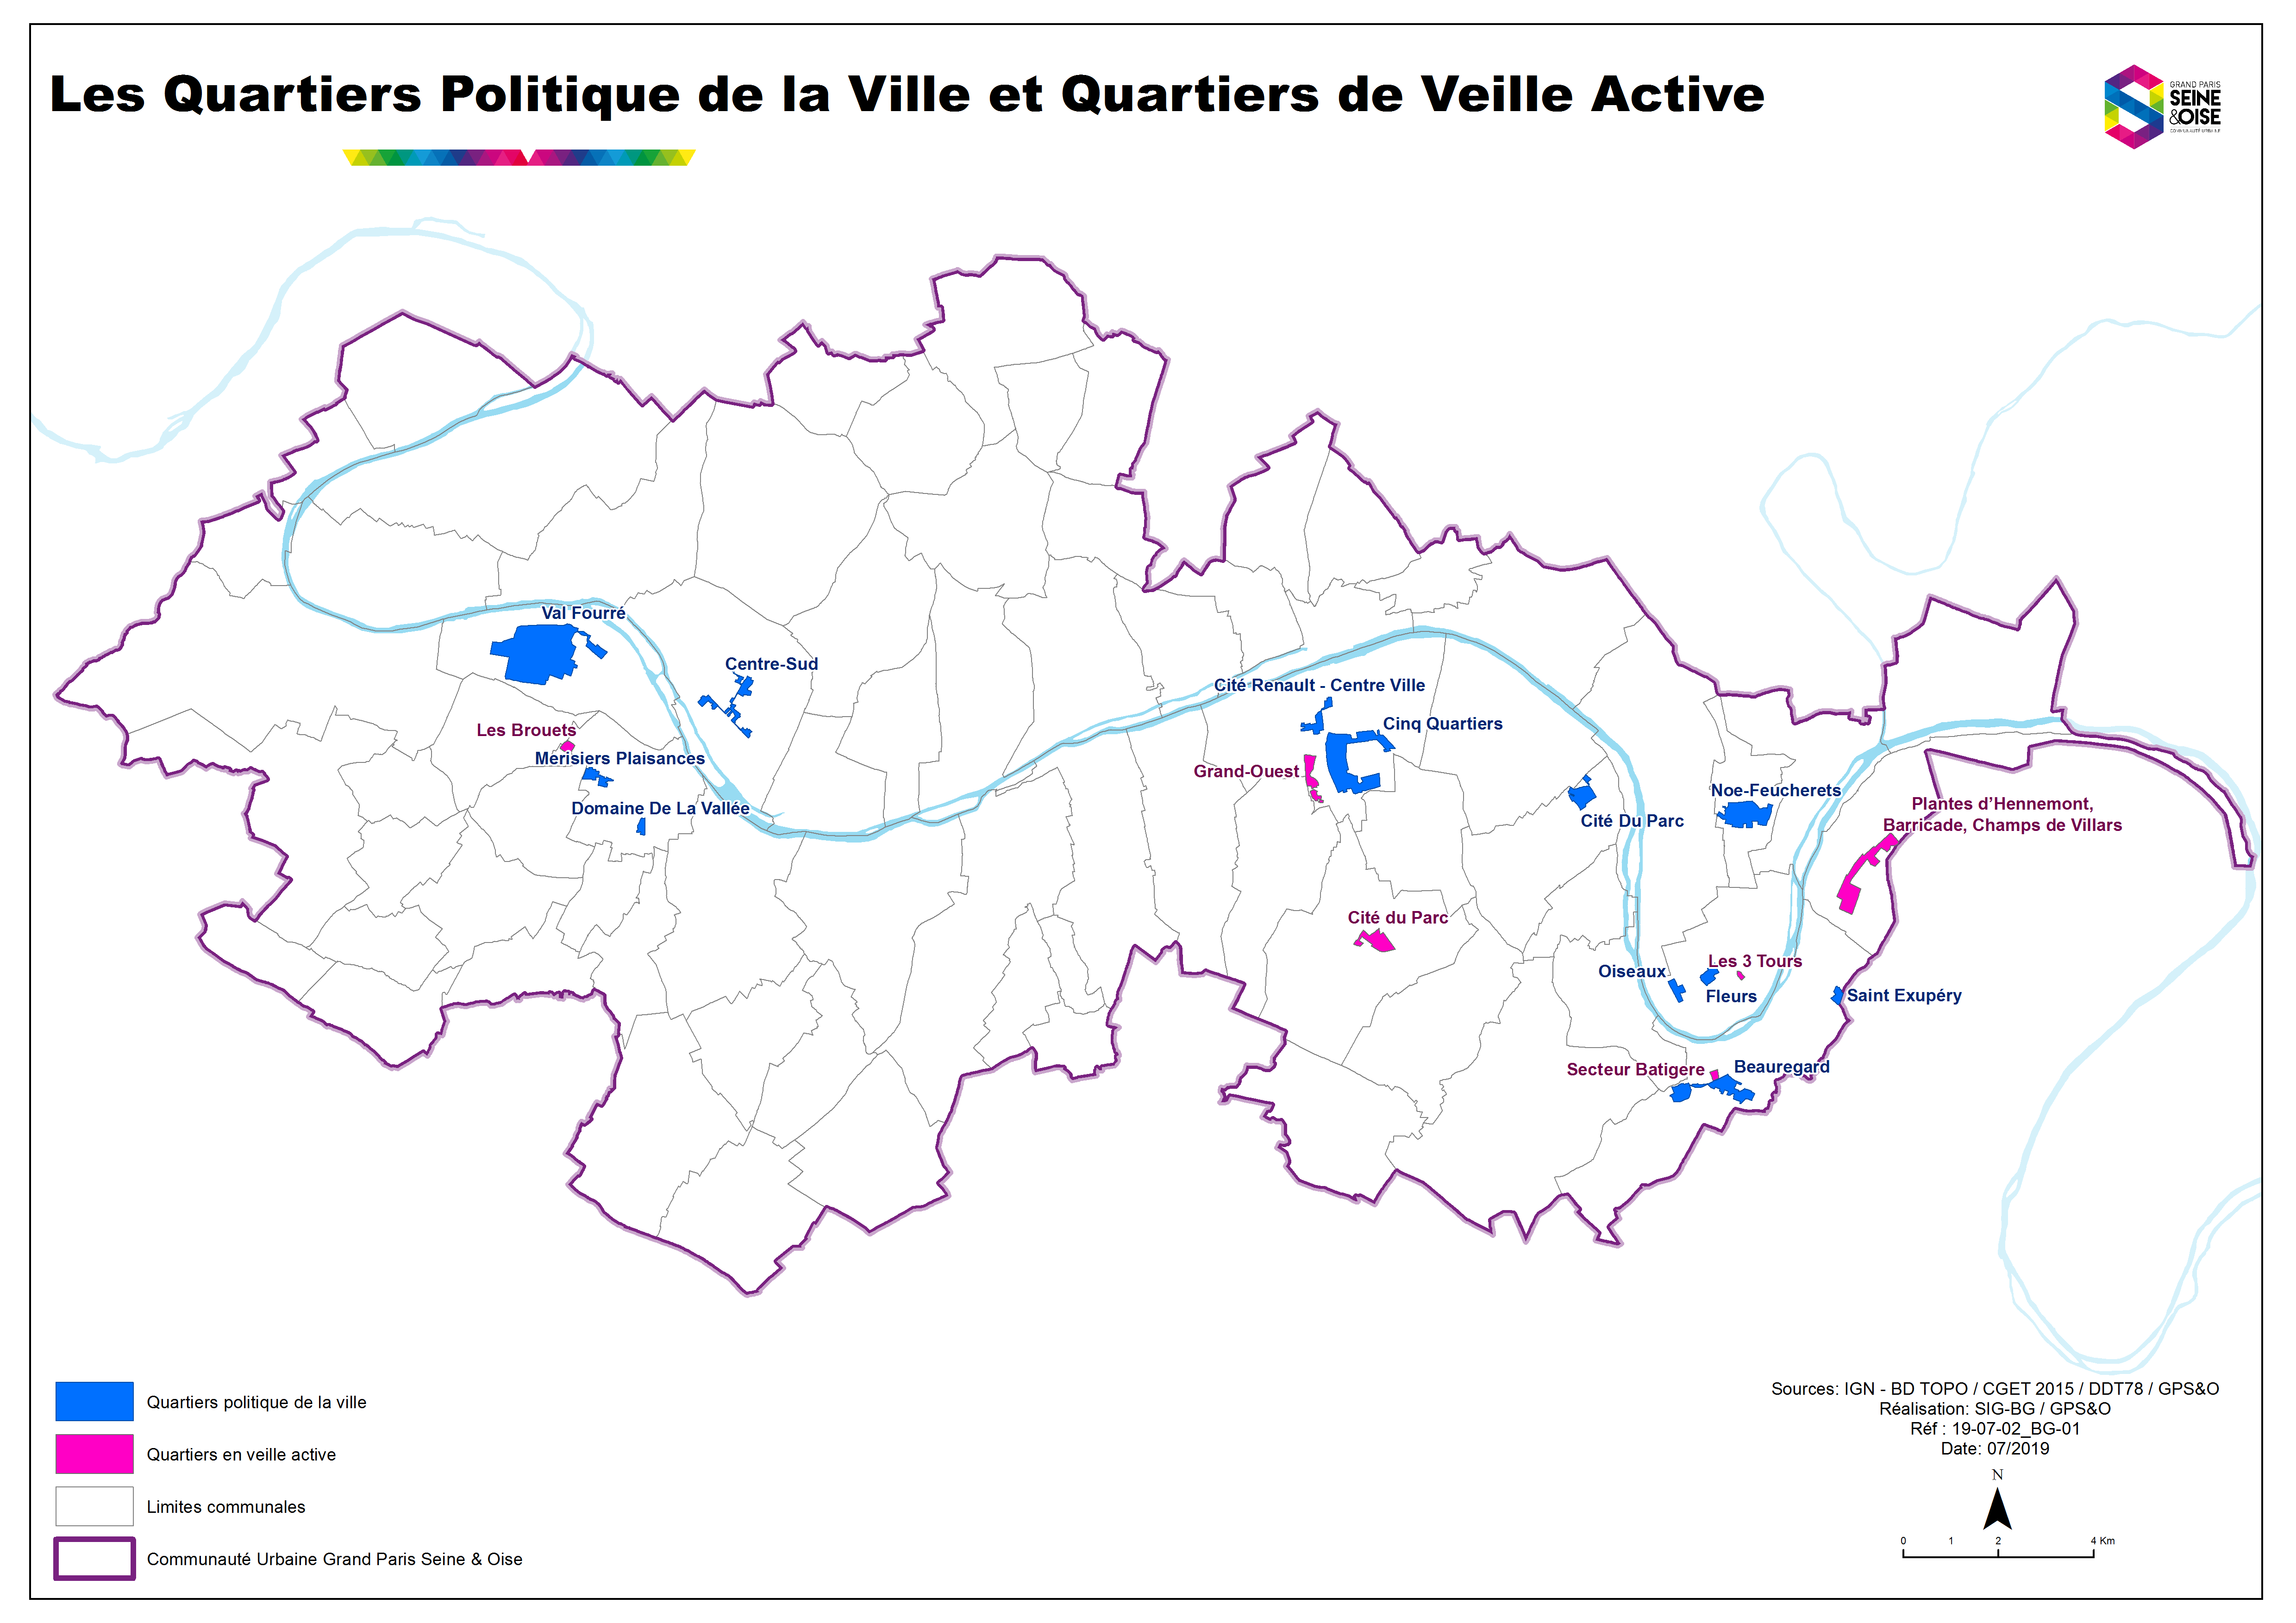 Les Quartiers Politique de la Ville et Quartiers de Veille Active
GRAND PARIS
SEINE
&OISE
COMMUNAUTÉ URBAINE
Val Fourré
Centre-Sud
Les Brouets
Merisiers Plaisances
Domaine De La Vallée
Cité Renault - Centre Ville
Cinq Quartiers
Grand-Ouest
Cité Du Parc
Noe-Feucherets
Plantes d'Hennemont,
Barricade, Champs de Villars
Cité du Parc
Oiseaux
Les 3 Tours
Fleurs
Saint Exupéry
Secteur Batigere
Beauregard
Quartiers politique de la ville
Quartiers en veille active
Limites communales
Communauté Urbaine Grand Paris Seine & Oise
Sources: IGN - BD TOPO / CGET 2015 / DDT78 / GPS&O
Réalisation: SIG-BG / GPS&O
Réf : 19-07-02_BG-01
Date: 07/2019
N
0 1 2 4 Km